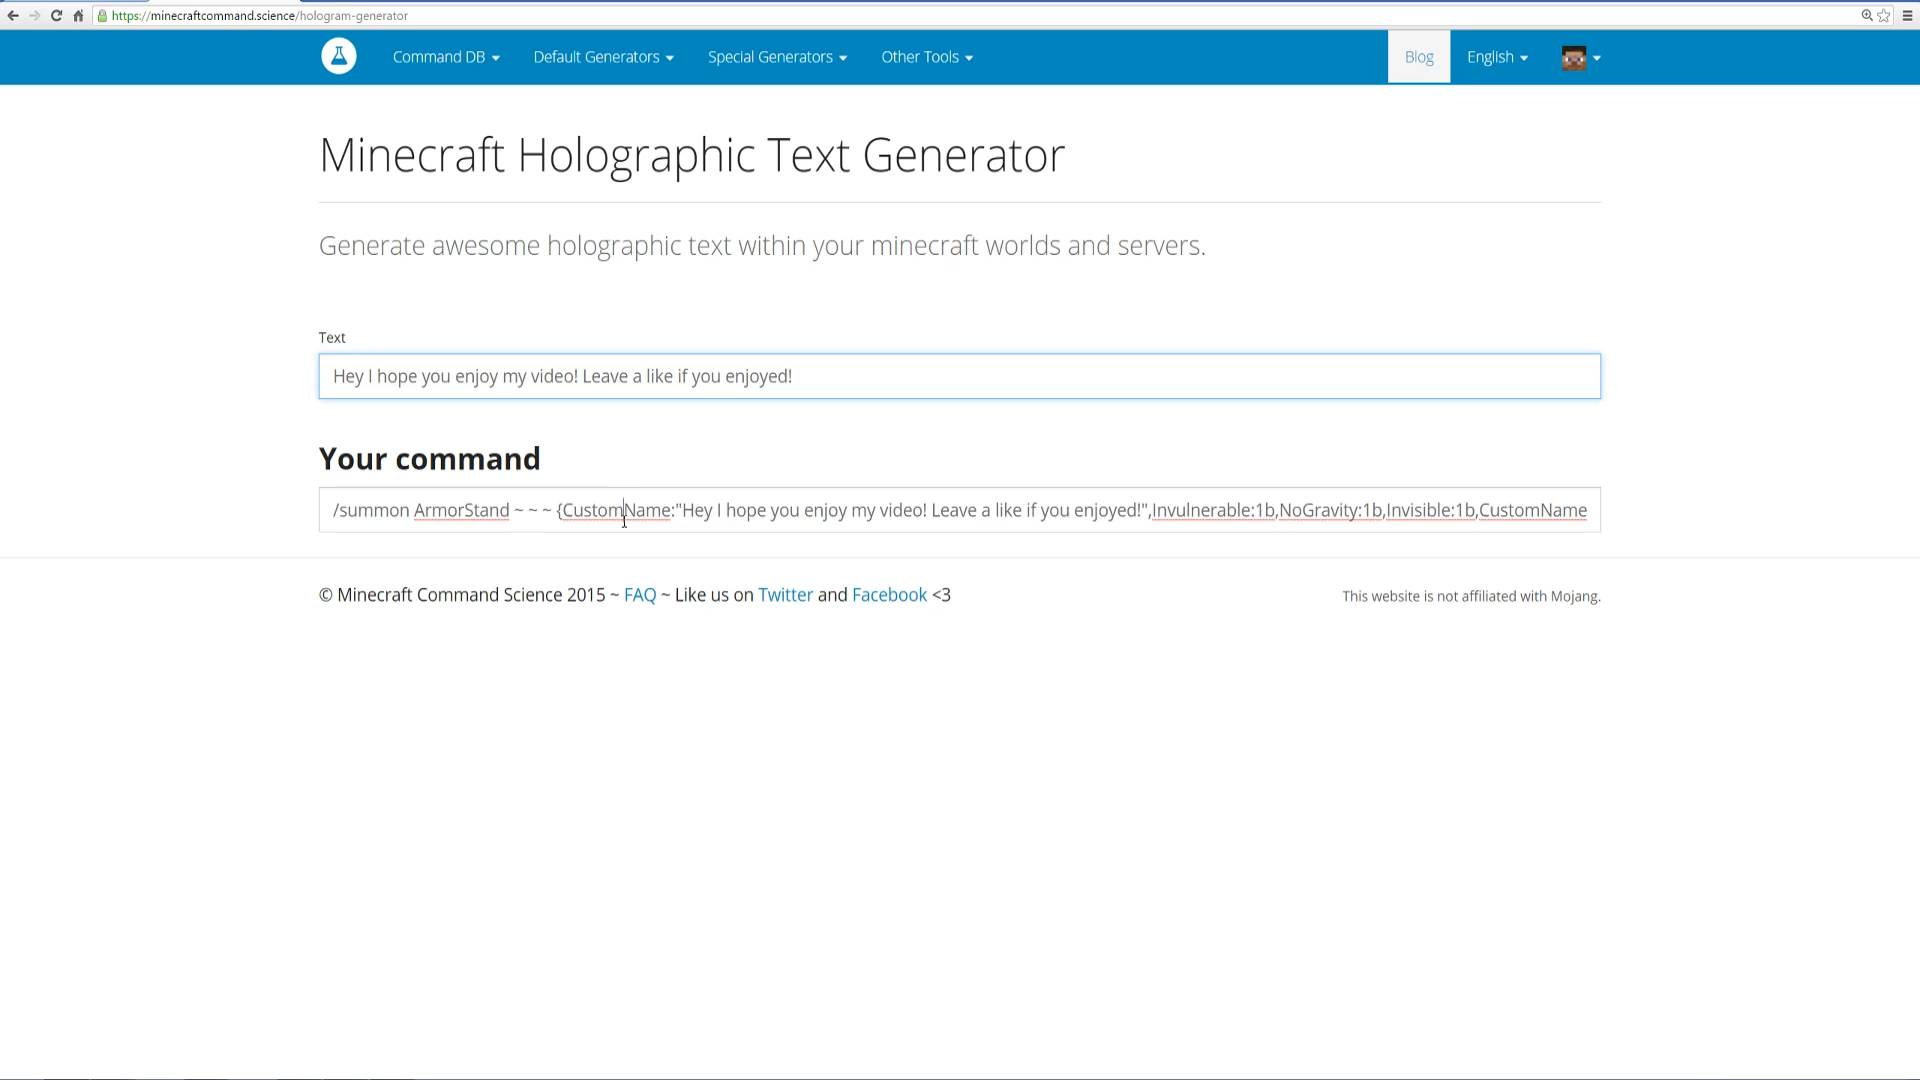 https://minecraftcommand.science/hologram-generator
Command DB
Default Generators
Special Generators
Other Tools
Blog
English
Minecraft Holographic Text Generator
Generate awesome holographic text within your minecraft worlds and servers.
Text
Hey I hope you enjoy my video! Leave a like if you enjoyed!
Your command
/summon ArmorStand ~ ~ ~ {CustomName:"Hey I hope you enjoy my video! Leave a like if you enjoyed!",Invulnerable:1b,NoGravity:1b,Invisible:1b,CustomName
© Minecraft Command Science 2015 ~ FAQ ~ Like us on Twitter and Facebook <3
This website is not affiliated with Mojang.